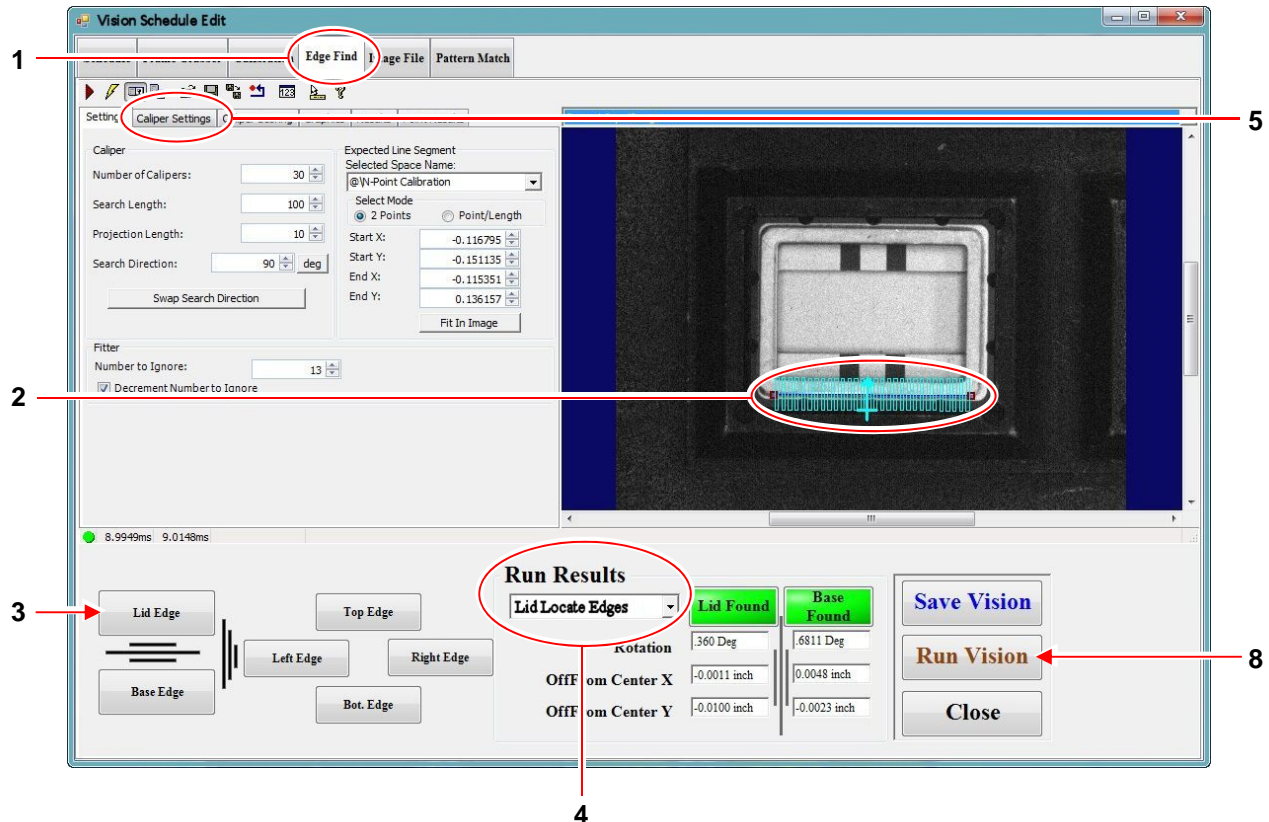 Vision Schedule Edit
1
Edge Find
Image File
Pattern Match
Caliper Settings
5
Caliper
Number of Calipers: 30
Search Length: 100
Projection Length: 10
Search Direction: 90 deg
Swap Search Direction
Expected Line Segment
Selected Space Name:
@\N-Point Calibration
Select Mode
2 Points Point/Length
Start X: -0.116795
Start Y: -0.151135
End X: -0.115351
End Y: 0.136157
Fit In Image
Fitter
Number to Ignore: 13
Decrement Number to Ignore
2
8.9949ms 9.0148ms
3
Lid Edge
Base Edge
Top Edge
Left Edge
Right Edge
Bot. Edge
Run Results
Lid Locate Edges
Lid Found
Base
Found
Rotation .360 Deg .6811 Deg
OffFrom Center X -0.0011 inch 0.0048 inch
OffFrom Center Y -0.0100 inch -0.0023 inch
Save Vision
Run Vision
Close
8
4